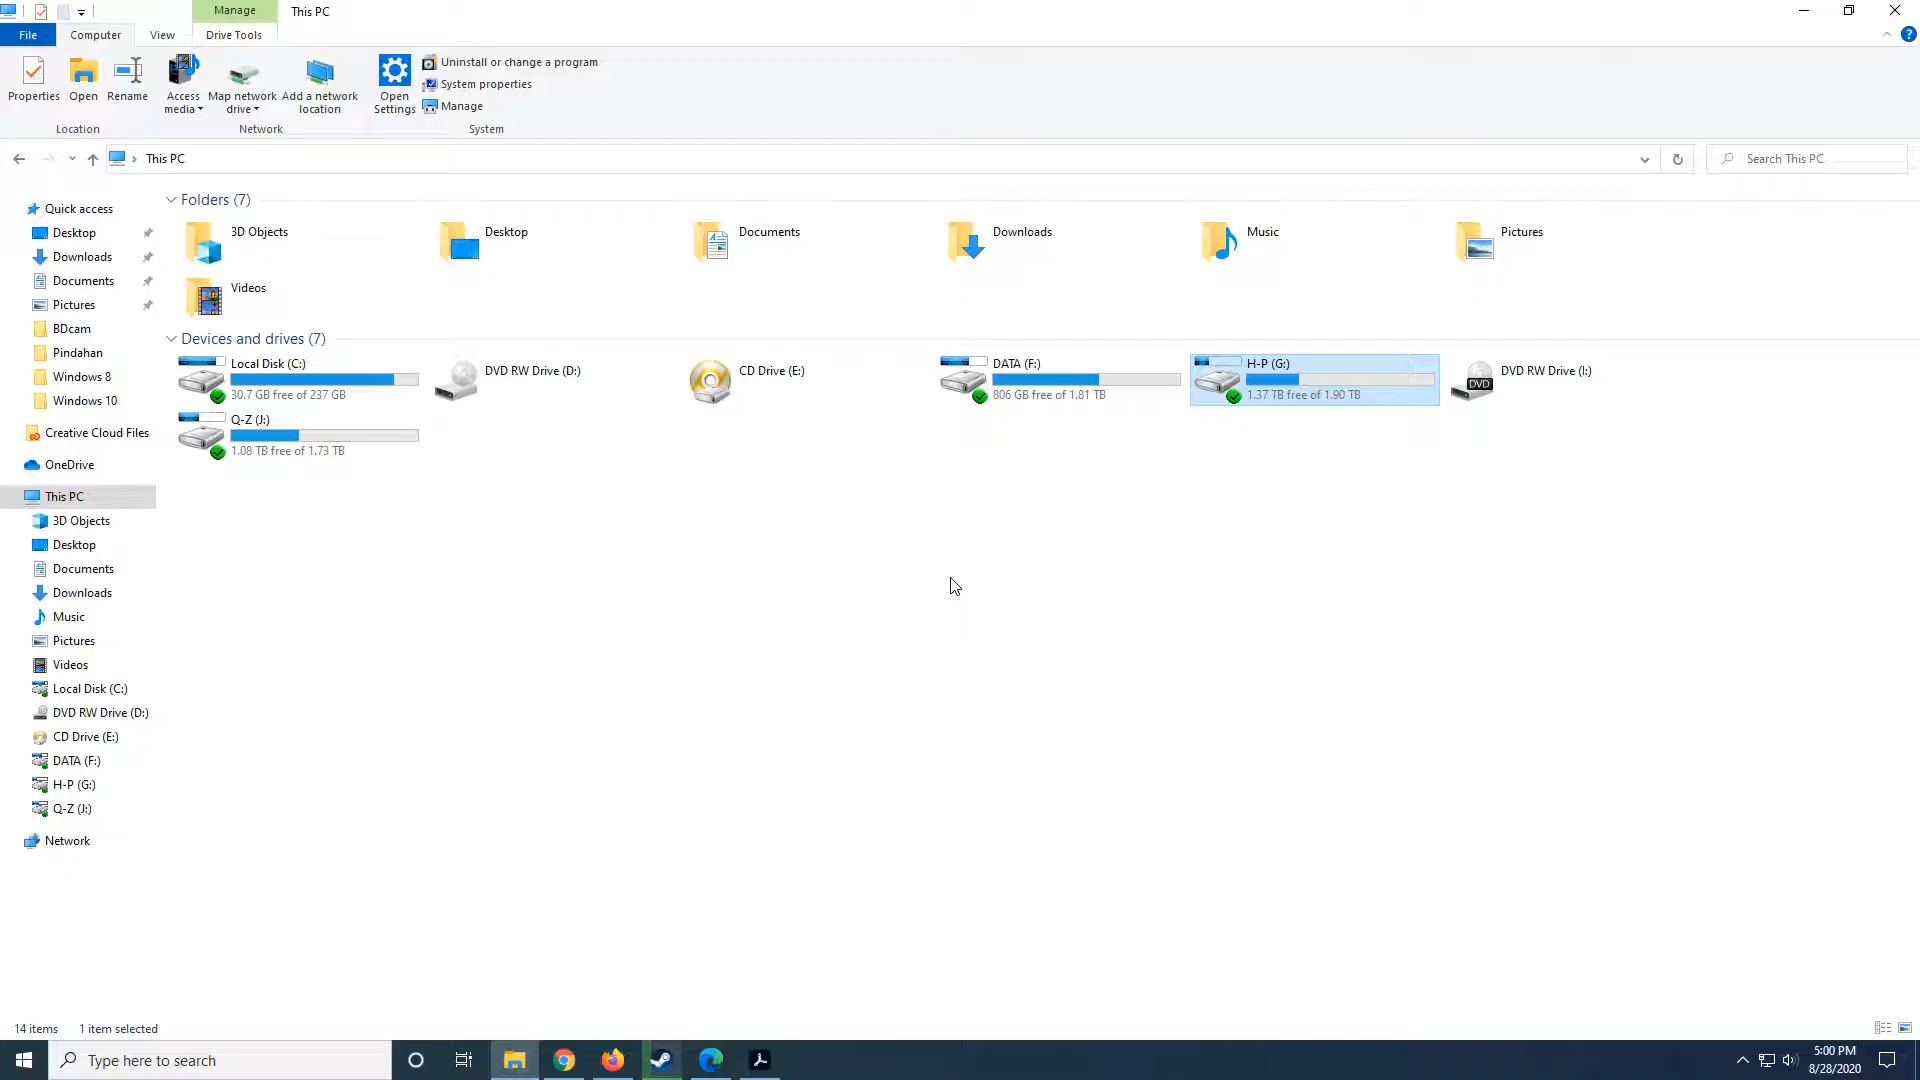 Manage
This PC
File
Computer
View
Drive Tools
?
Properties
Open
Rename
Access media
Map network drive
Add a network location
Open Settings
Uninstall or change a program
System properties
Manage
Location
Network
System
This PC
Search This PC
Quick access
Desktop
Downloads
Documents
Pictures
BDcam
Pindahan
Windows 8
Windows 10
Creative Cloud Files
OneDrive
This PC
3D Objects
Desktop
Documents
Downloads
Music
Pictures
Videos
Local Disk (C:)
DVD RW Drive (D:)
CD Drive (E:)
DATA (F:)
H-P (G:)
Q-Z (J:)
Network
Folders (7)
3D Objects
Desktop
Documents
Downloads
Music
Pictures
Videos
Devices and drives (7)
Local Disk (C:)
30.7 GB free of 237 GB
DVD RW Drive (D:)
CD Drive (E:)
DATA (F:)
806 GB free of 1.81 TB
H-P (G:)
1.37 TB free of 1.90 TB
DVD
DVD RW Drive (I:)
Q-Z (J:)
1.08 TB free of 1.73 TB
14 items
1 item selected
Type here to search
5:00 PM
8/28/2020